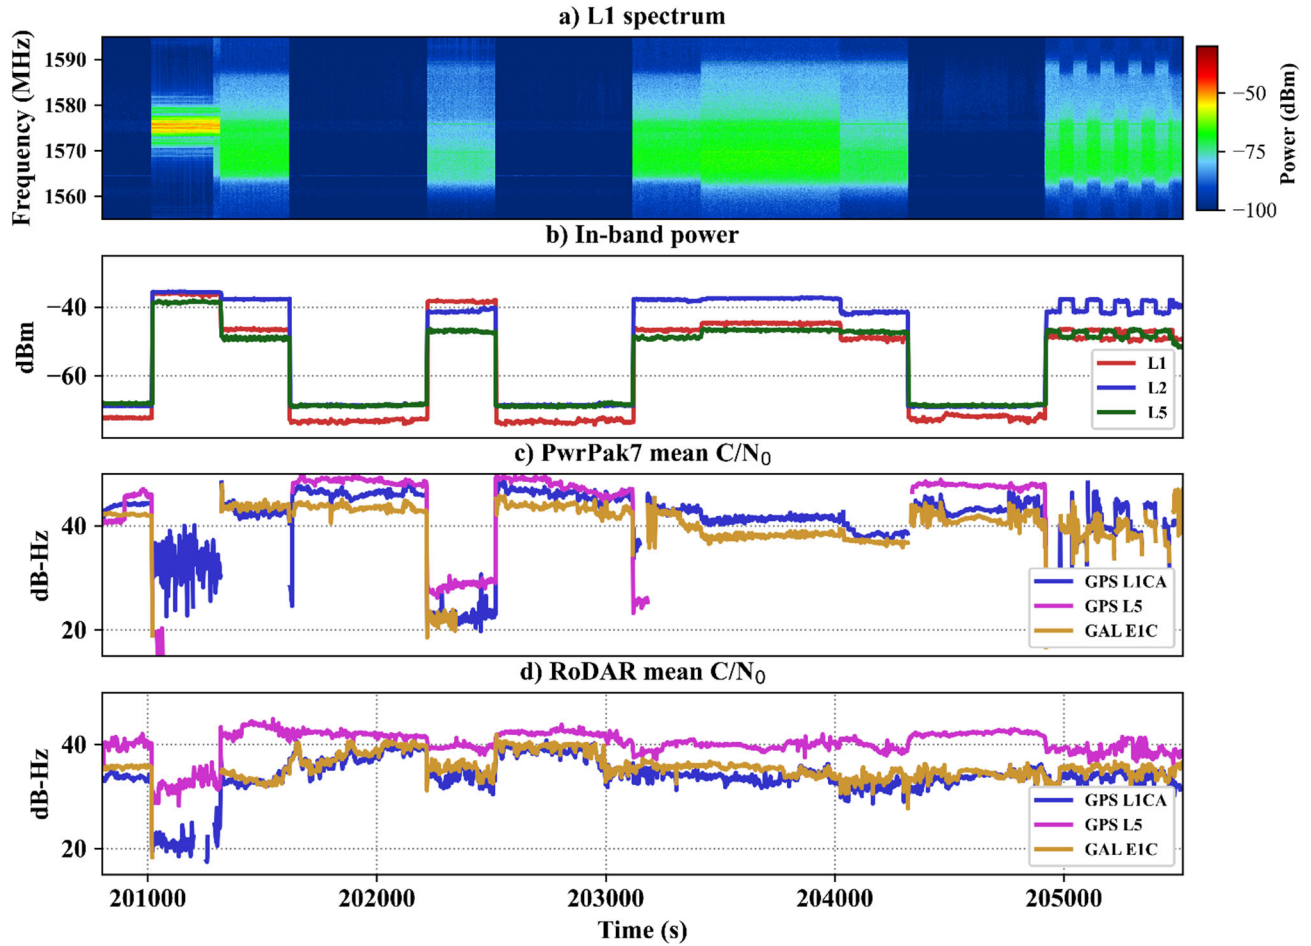 a) L1 spectrum
Frequency (MHz)
1590
1580
1570
1560
−50
−75
−100
Power (dBm)
b) In-band power
dBm
−40
−60
L1
L2
L5
c) PwrPak7 mean C/N₀
dB-Hz
40
20
GPS L1CA
GPS L5
GAL E1C
d) RoDAR mean C/N₀
dB-Hz
40
20
GPS L1CA
GPS L5
GAL E1C
201000 202000 203000 204000 205000
Time (s)